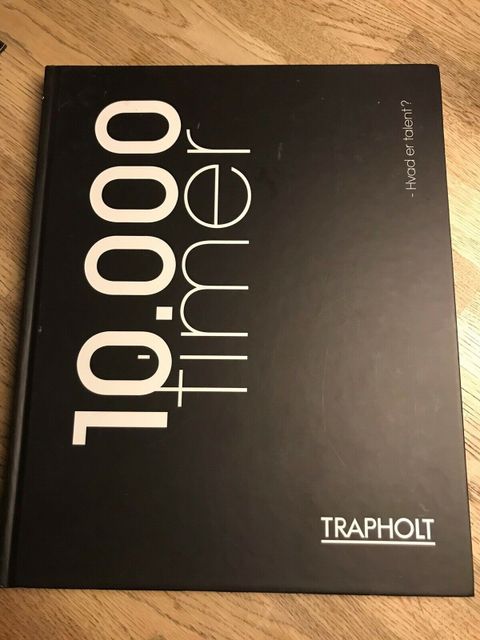 10.000
timer
- Hvad er talent?
TRAPHOLT